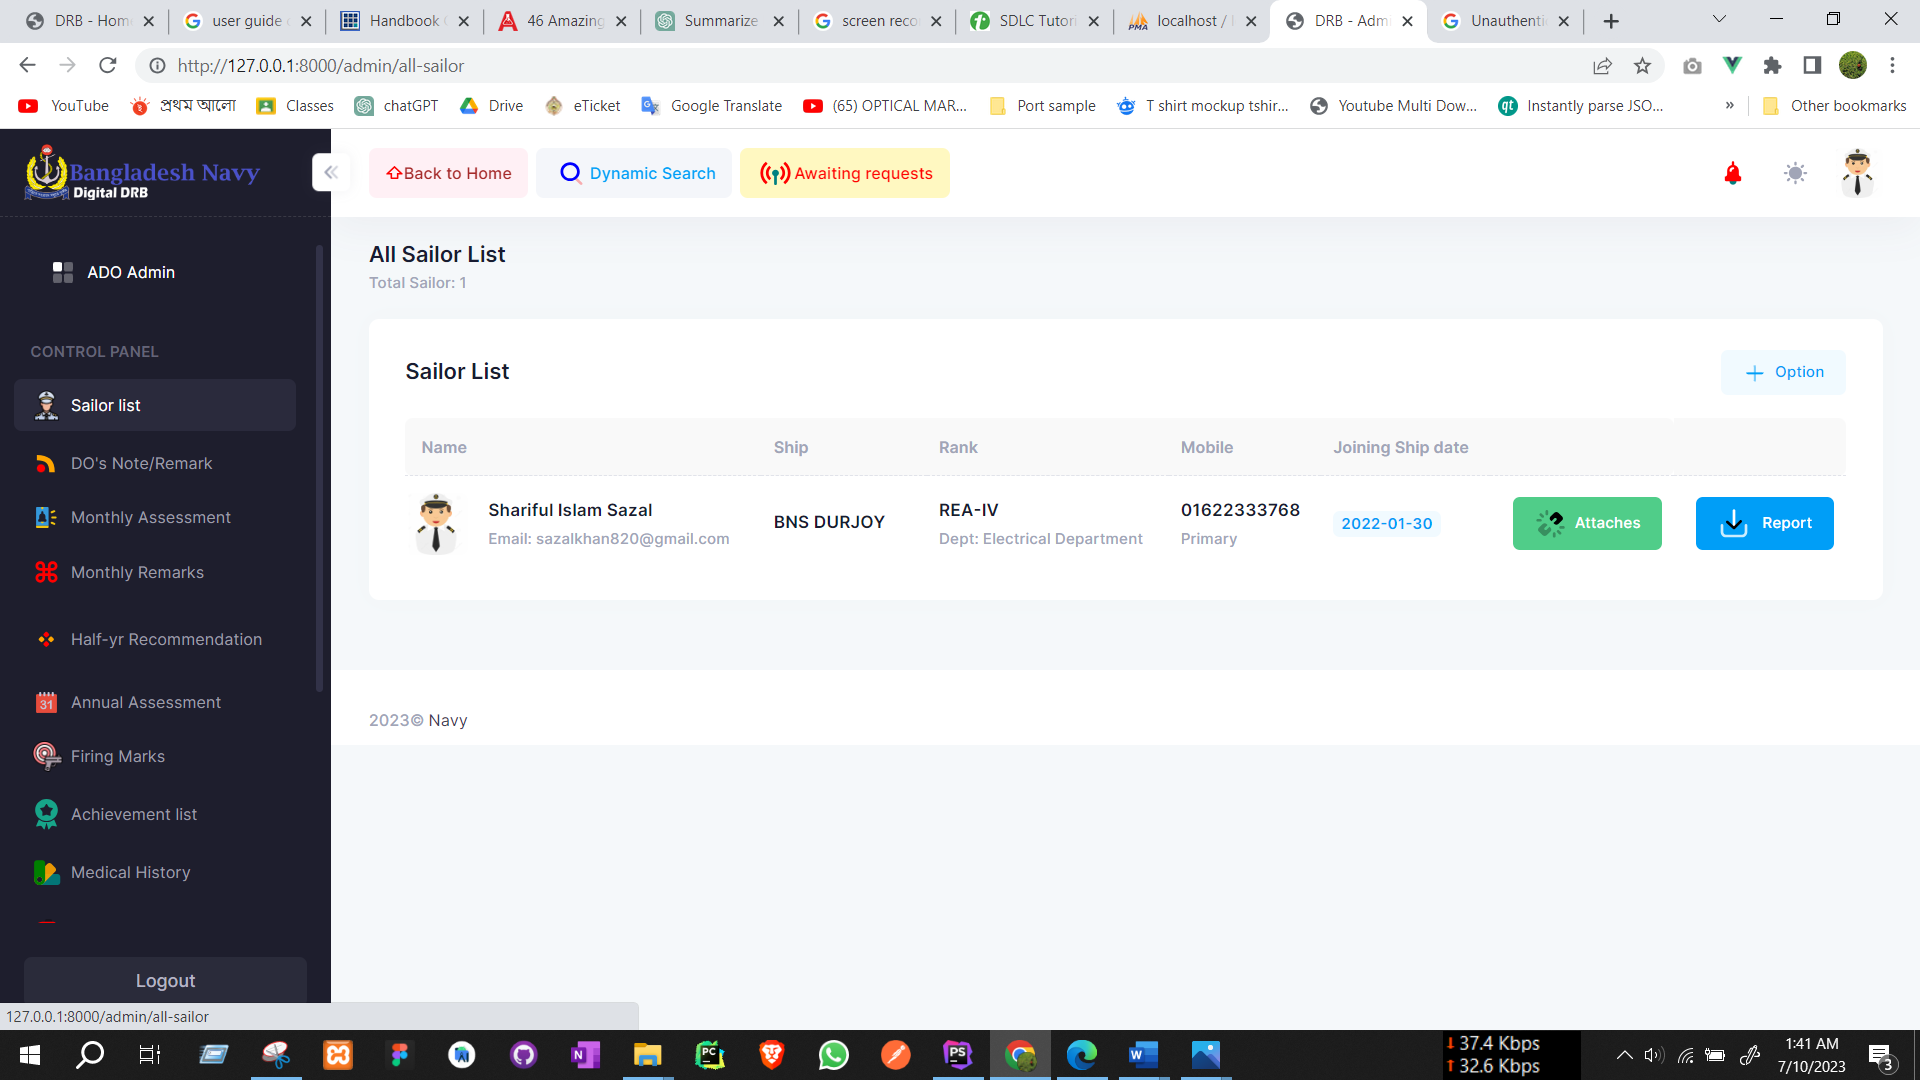 DRB - Hom
user guide
Handbook
46 Amazing
Summarize
screen reco
SDLC Tutori
localhost /
DRB - Adm
Unauthenti
http://127.0.0.1:8000/admin/all-sailor
YouTube
প্রথম আলো
Classes
chatGPT
Drive
eTicket
Google Translate
(65) OPTICAL MAR...
Port sample
T shirt mockup tshir...
Youtube Multi Dow...
Instantly parse JSO...
»
Other bookmarks
Bangladesh Navy
Digital DRB
Back to Home
Dynamic Search
Awaiting requests
ADO Admin
CONTROL PANEL
Sailor list
DO's Note/Remark
Monthly Assessment
Monthly Remarks
Half-yr Recommendation
31
Annual Assessment
Firing Marks
Achievement list
Medical History
Logout
All Sailor List
Total Sailor: 1
Sailor List
+ Option
Name Ship Rank Mobile Joining Ship date
Shariful Islam Sazal
Email: sazalkhan820@gmail.com
BNS DURJOY
REA-IV
Dept: Electrical Department
01622333768
Primary
2022-01-30
Attaches
Report
2023© Navy
127.0.0.1:8000/admin/all-sailor
37.4 Kbps
32.6 Kbps
1:41 AM
7/10/2023
3